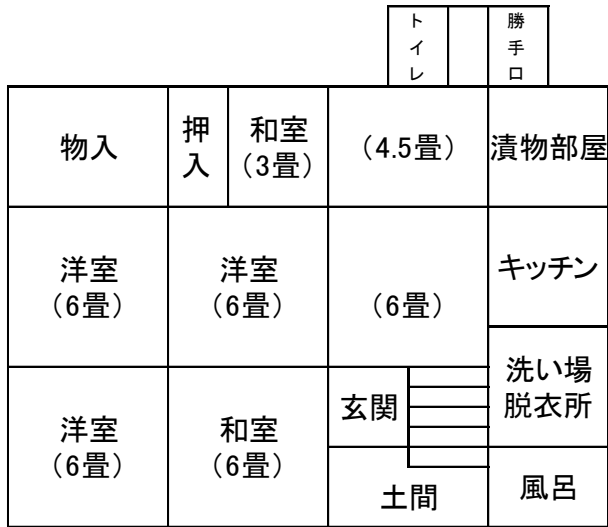 トイレ
勝手口
物入
押入
和室
（3畳）
（4.5畳）
漬物部屋
洋室
（6畳）
洋室
（6畳）
（6畳）
キッチン
洋室
（6畳）
和室
（6畳）
玄関
洗い場
脱衣所
土間
風呂